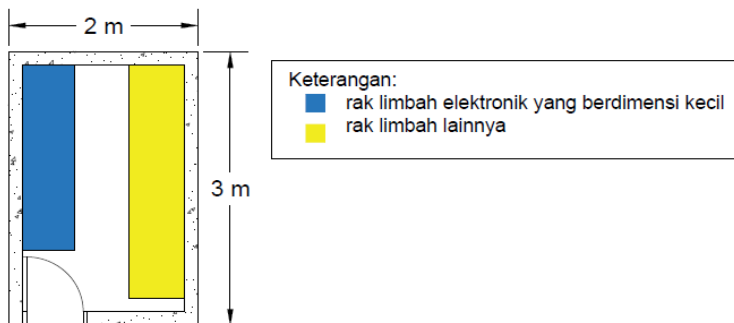 2 m
Keterangan:
rak limbah elektronik yang berdimensi kecil
rak limbah lainnya
3 m